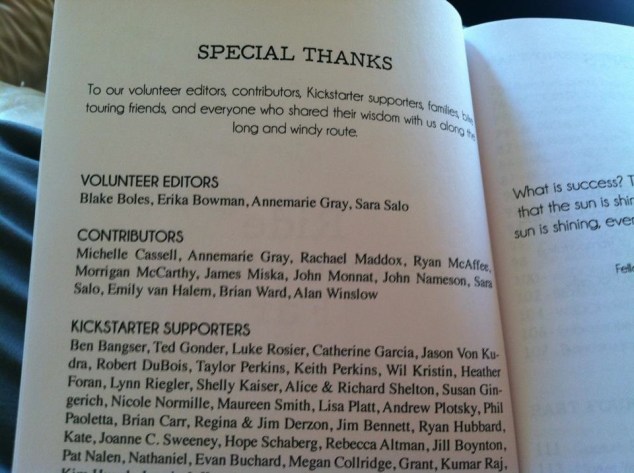 SPECIAL THANKS
To our volunteer editors, contributors, Kickstarter supporters, families, bike
touring friends, and everyone who shared their wisdom with us along the
long and windy route.
VOLUNTEER EDITORS
Blake Boles, Erika Bowman, Annemarie Gray, Sara Salo
CONTRIBUTORS
Michelle Cassell, Annemarie Gray, Rachael Maddox, Ryan McAffee,
Morrigan McCarthy, James Miska, John Monnat, John Nameson, Sara
Salo, Emily van Halem, Brian Ward, Alan Winslow
KICKSTARTER SUPPORTERS
Ben Bangser, Ted Gonder, Luke Rosier, Catherine Garcia, Jason Von Ku-
dra, Robert DuBois, Taylor Perkins, Keith Perkins, Wil Kristin, Heather
Foran, Lynn Riegler, Shelly Kaiser, Alice & Richard Shelton, Susan Gin-
gerich, Nicole Normille, Maureen Smith, Lisa Platt, Andrew Plotsky, Phil
Paoletta, Brian Carr, Regina & Jim Derzon, Jim Bennett, Ryan Hubbard,
Kate, Joanne C. Sweeney, Hope Schaberg, Rebecca Altman, Jill Boynton,
Pat Nalen, Nathaniel, Evan Buchard, Megan Collridge, Grant, Kumar Raj,
What is success? T
that the sun is shin
sun is shining, ever